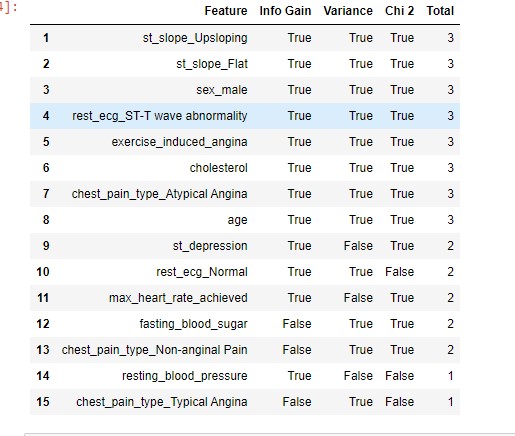 4]:
Feature Info Gain Variance Chi 2 Total
1 st_slope_Upsloping True True True 3
2 st_slope_Flat True True True 3
3 sex_male True True True 3
4 rest_ecg_ST-T wave abnormality True True True 3
5 exercise_induced_angina True True True 3
6 cholesterol True True True 3
7 chest_pain_type_Atypical Angina True True True 3
8 age True True True 3
9 st_depression True False True 2
10 rest_ecg_Normal True True False 2
11 max_heart_rate_achieved True False True 2
12 fasting_blood_sugar False True True 2
13 chest_pain_type_Non-anginal Pain False True True 2
14 resting_blood_pressure True False False 1
15 chest_pain_type_Typical Angina False True False 1